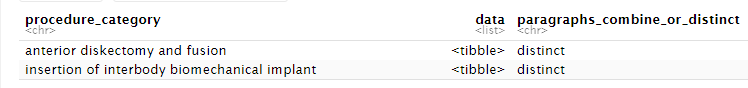 procedure_category data paragraphs_combine_or_distinct
<chr> <list> <chr>
anterior diskectomy and fusion <tibble> distinct
insertion of interbody biomechanical implant <tibble> distinct